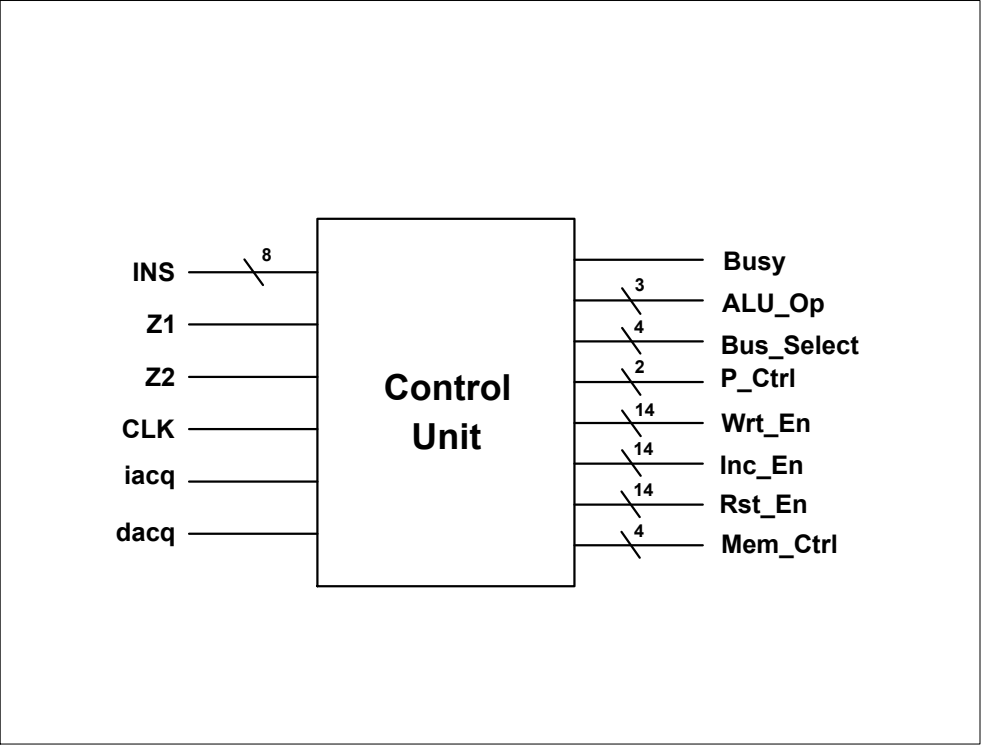 INS
8
Z1
Z2
CLK
iacq
dacq
Control
Unit
Busy
3
ALU_Op
4
Bus_Select
2
P_Ctrl
14
Wrt_En
14
Inc_En
14
Rst_En
4
Mem_Ctrl